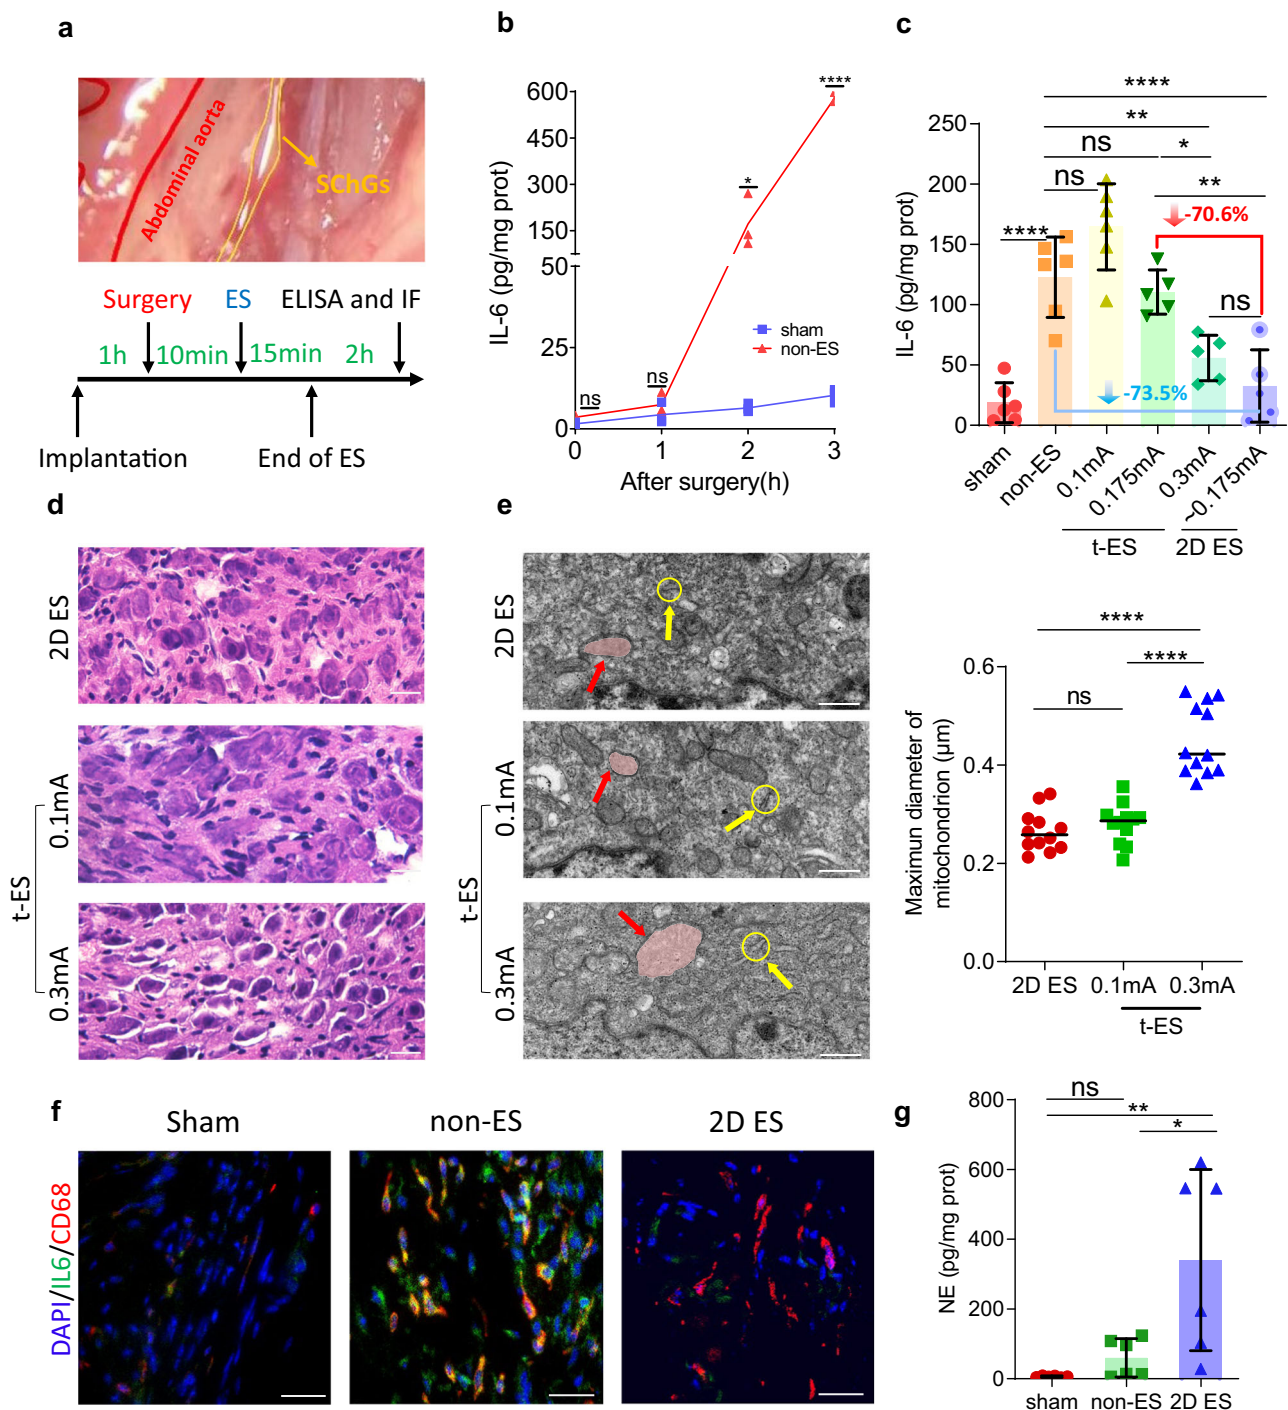 a
Abdominal aorta
SChGs
Surgery
ES
ELISA and IF
1h
10min
15min
2h
Implantation
End of ES
b
IL-6 (pg/mg prot)
600
450
300
150
50
25
0
ns
ns
*
****
sham
non-ES
0
1
2
3
After surgery(h)
c
IL-6 (pg/mg prot)
250
200
150
100
50
0
****
**
ns
*
ns
**
****
-70.6%
ns
-73.5%
sham
non-ES
0.1mA
0.175mA
0.3mA
~0.175mA
t-ES
2D ES
d
2D ES
0.1mA
0.3mA
t-ES
e
2D ES
0.1mA
0.3mA
t-ES
Maximun diameter of
mitochondrion (μm)
0.6
0.4
0.2
0.0
****
****
ns
2D ES
0.1mA
0.3mA
t-ES
f
Sham
non-ES
2D ES
DAPI/IL6/CD68
g
NE (pg/mg prot)
800
600
400
200
0
ns
**
*
sham
non-ES
2D ES